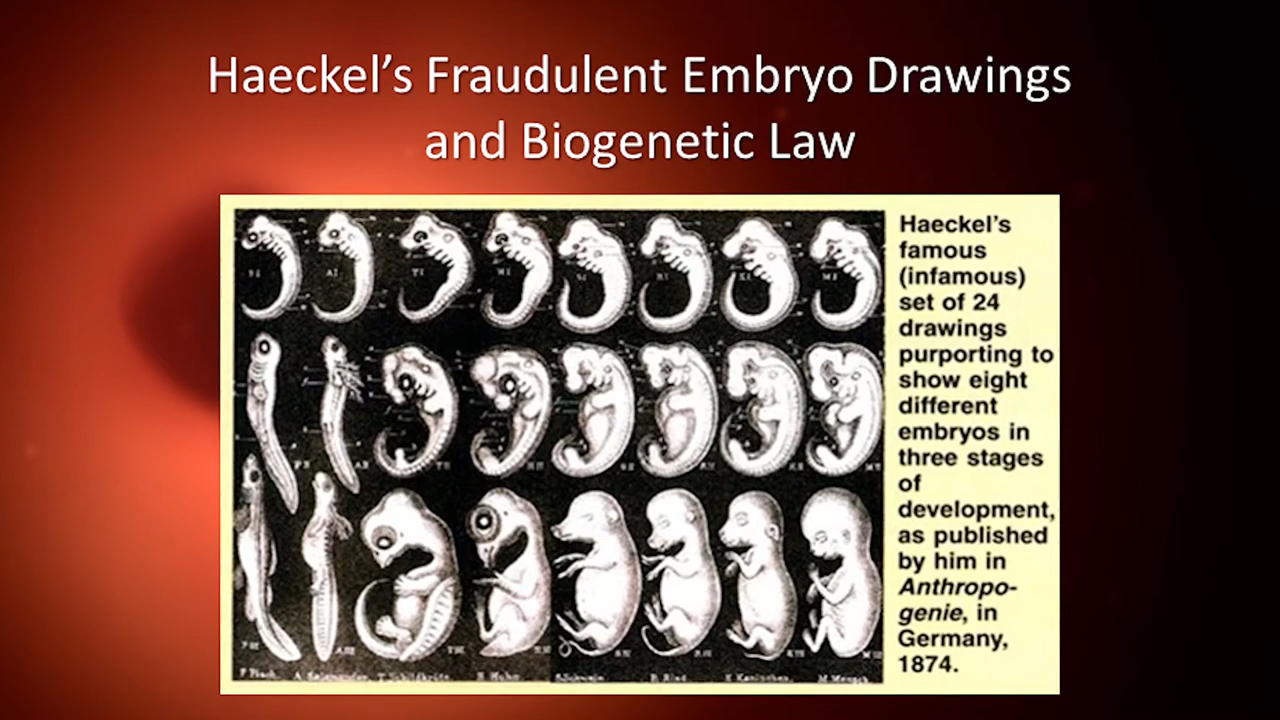 Haeckel’s Fraudulent Embryo Drawings
and Biogenetic Law
Haeckel's
famous
(infamous)
set of 24
drawings
purporting to
show eight
different
embryos in
three stages
of
development,
as published
by him in
Anthropo-
genie, in
Germany,
1874.